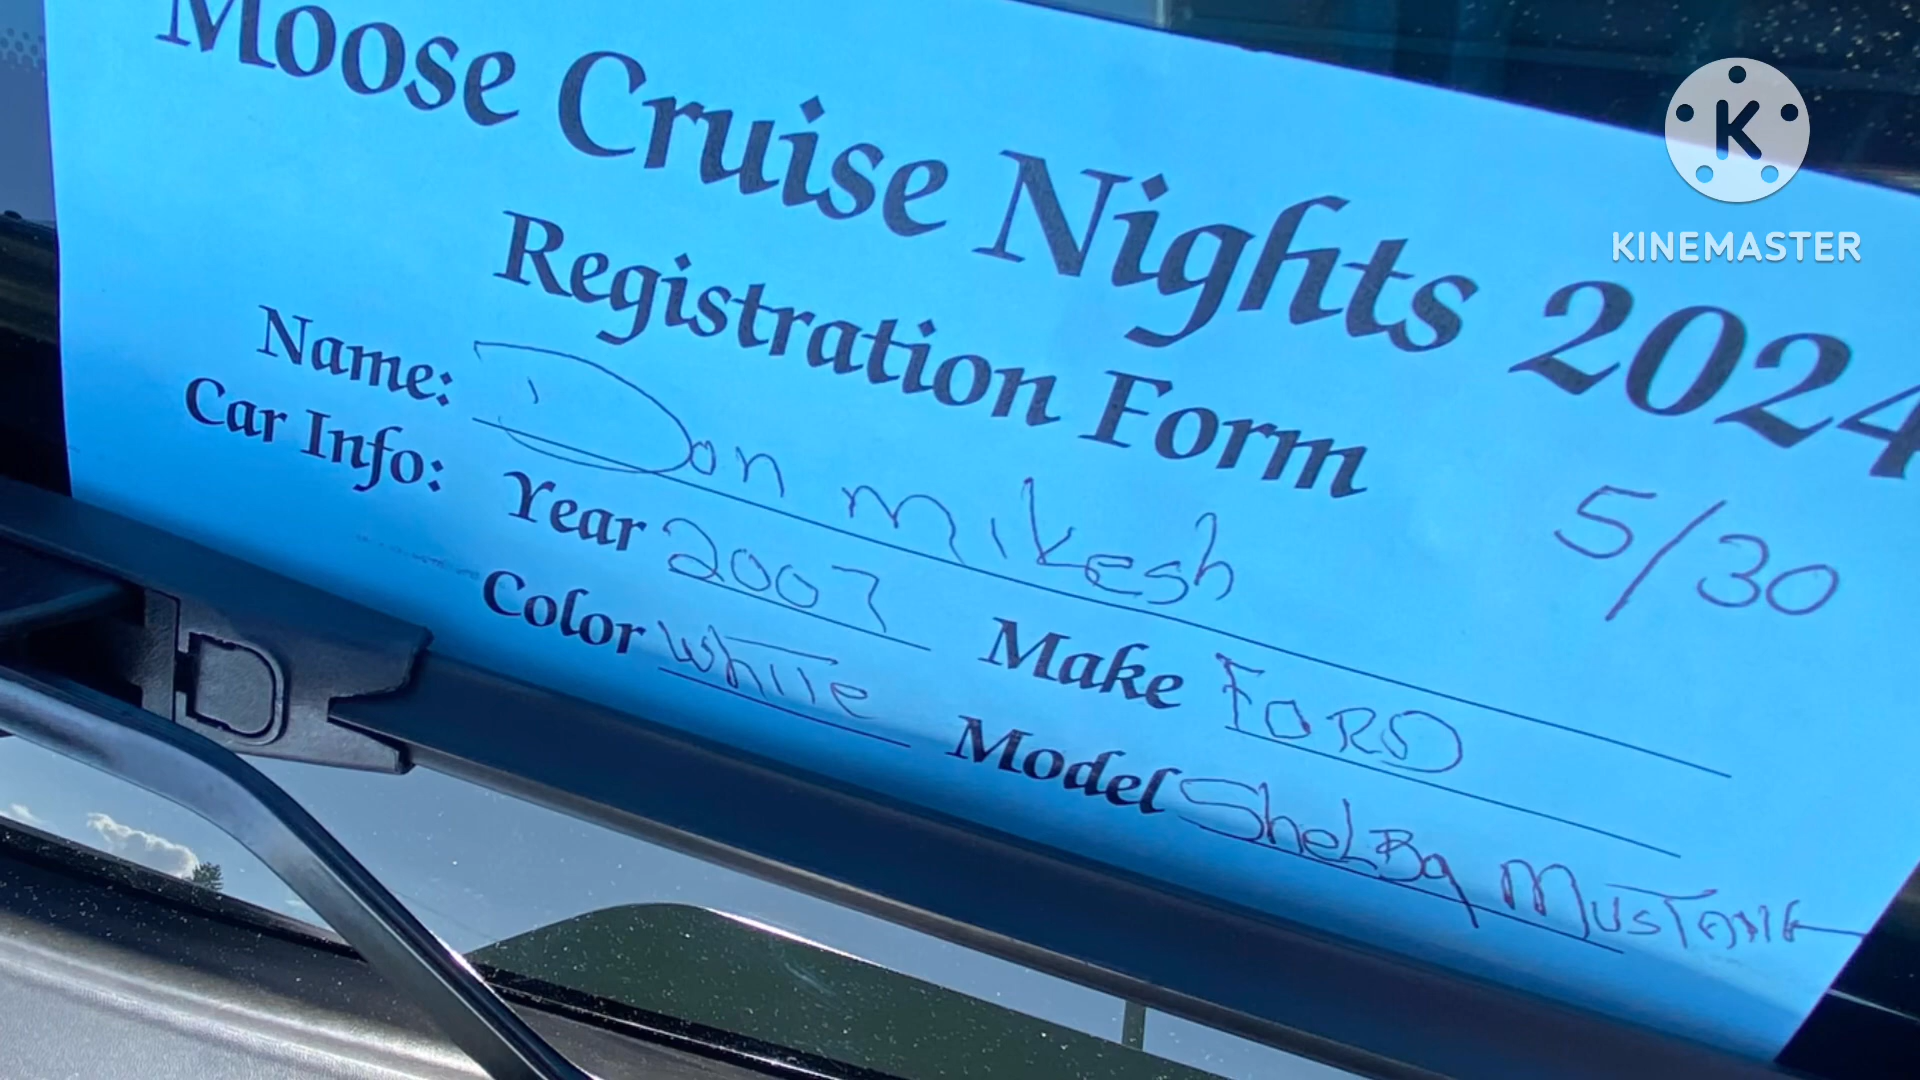 Moose Cruise Nights 2024
Registration Form
5/30
Name: Don Mikesh
Car Info: Year 2007 Make FORD
Color White Model SheLBy MUSTANG
K
KINEMASTER